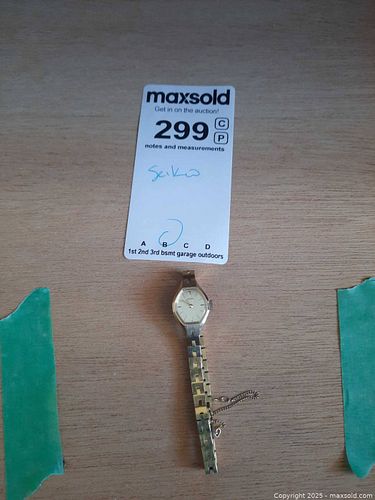 maxsold
Get in on the auction!
299 C
P
notes and measurements
Seiko
A B C D
1st 2nd 3rd bsmt garage outdoors
Copyright 2025 - maxsold.com